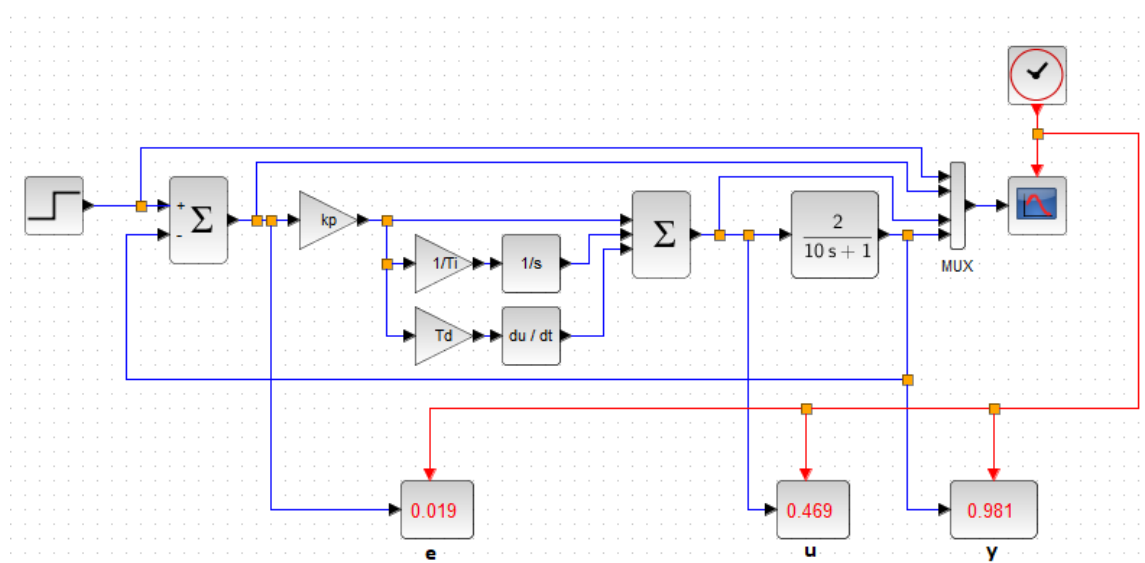 +
-
Σ
kp
1/Ti
1/s
Td
du / dt
Σ
2
10 s + 1
MUX
0.019
0.469
0.981
e
u
y